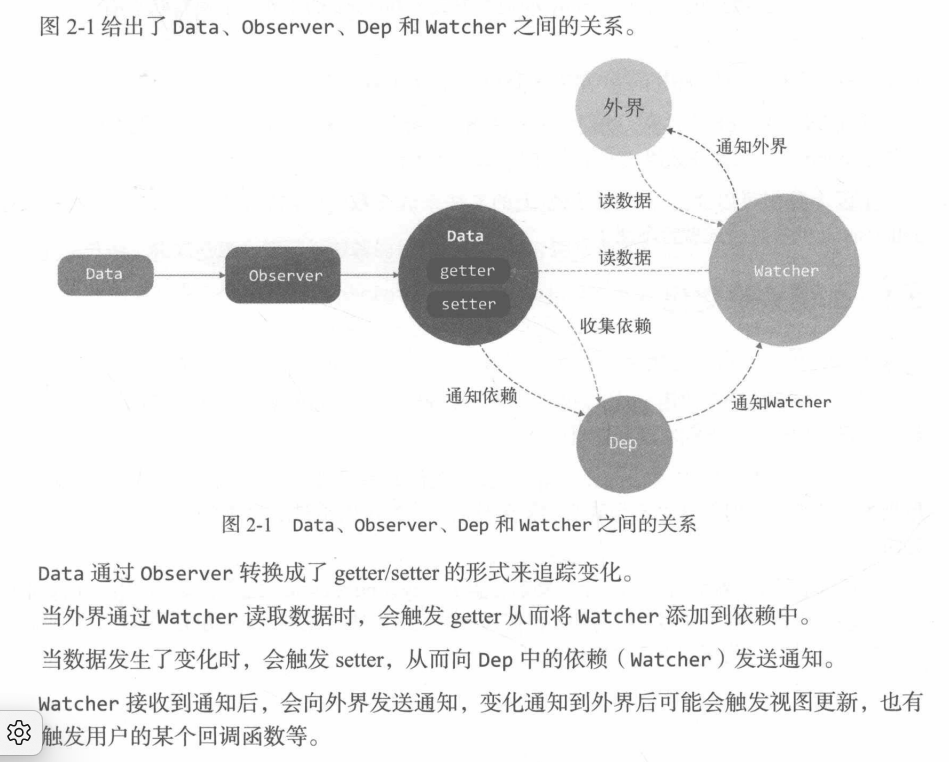 图 2-1 给出了 Data、Observer、Dep 和 Watcher 之间的关系。
外界
通知外界
读数据
Data
getter
setter
读数据
Watcher
Data
Observer
收集依赖
通知依赖
通知Watcher
Dep
图 2-1 Data、Observer、Dep 和 Watcher 之间的关系
Data 通过 Observer 转换成了 getter/setter 的形式来追踪变化。
当外界通过 Watcher 读取数据时，会触发 getter 从而将 Watcher 添加到依赖中。
当数据发生了变化时，会触发 setter，从而向 Dep 中的依赖（Watcher）发送通知。
Watcher 接收到通知后，会向外界发送通知，变化通知到外界后可能会触发视图更新，也有
触发用户的某个回调函数等。